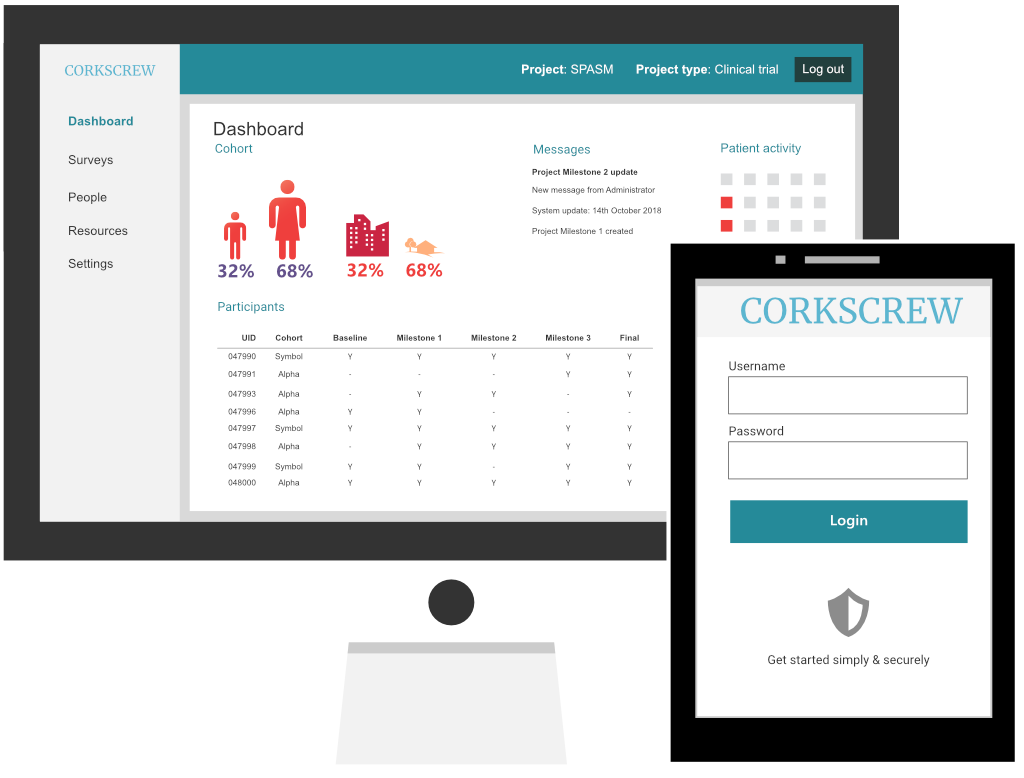 CORKSCREW
Project: SPASM Project type: Clinical trial Log out
Dashboard
Surveys
People
Resources
Settings
Dashboard
Cohort
32% 68% 32% 68%
Messages
Project Milestone 2 update
New message from Administrator
System update: 14th October 2018
Project Milestone 1 created
Patient activity
Participants
UID Cohort Baseline Milestone 1 Milestone 2 Milestone 3 Final
047990 Symbol Y Y Y Y Y
047991 Alpha - - - Y Y
047993 Alpha - Y Y - Y
047996 Alpha Y Y - - -
047997 Symbol Y Y Y Y Y
047998 Alpha - Y Y Y Y
047999 Symbol Y Y - Y Y
048000 Alpha Y Y Y Y Y
CORKSCREW
Username
Password
Login
Get started simply & securely